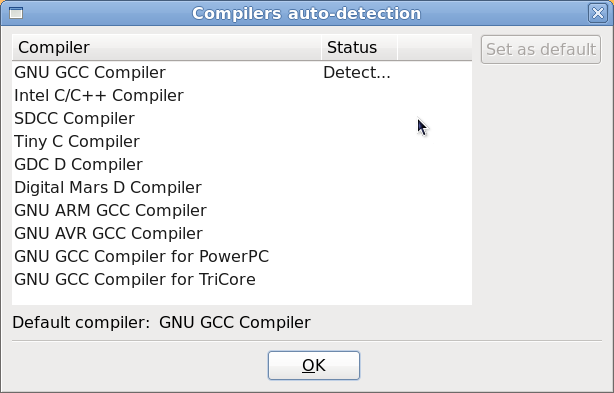 Compilers auto-detection
Compiler Status
Set as default
GNU GCC Compiler Detect...
Intel C/C++ Compiler
SDCC Compiler
Tiny C Compiler
GDC D Compiler
Digital Mars D Compiler
GNU ARM GCC Compiler
GNU AVR GCC Compiler
GNU GCC Compiler for PowerPC
GNU GCC Compiler for TriCore
Default compiler: GNU GCC Compiler
OK